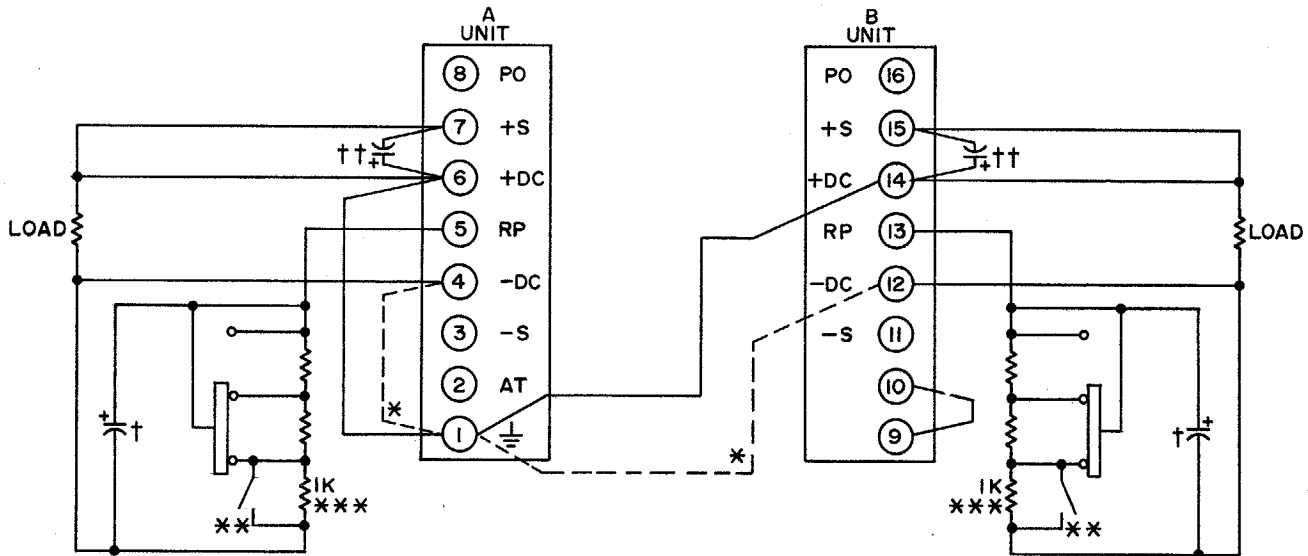 A
UNIT
8 PO
7 +S
6 +DC
5 RP
4 -DC
3 -S
2 AT
1
††
+
LOAD
+
†
*
1K
***
**
B
UNIT
PO 16
+S 15
+DC 14
RP 13
-DC 12
-S 11
10
9
+
††
LOAD
+
†
*
1K
***
**